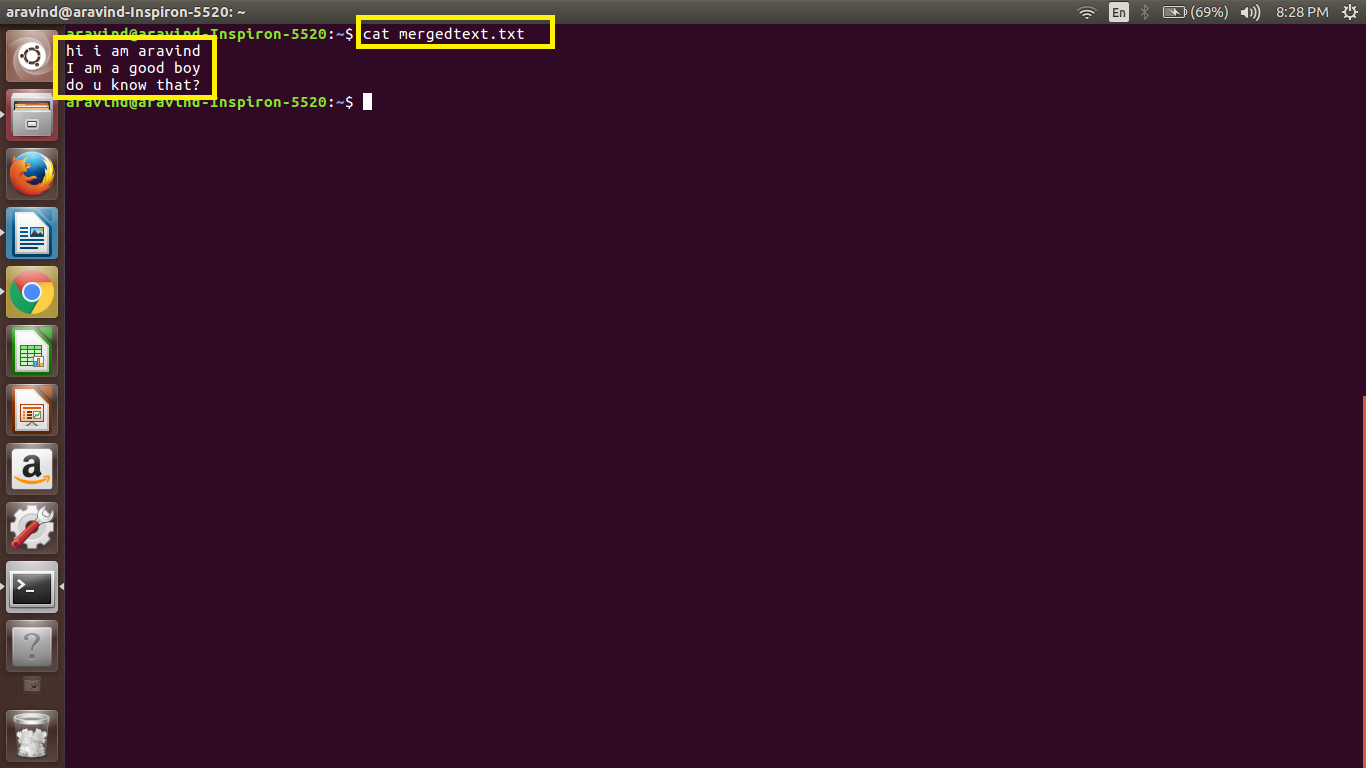 aravind@aravind-Inspiron-5520: ~
En
(69%)
8:28 PM
aravind@aravind-Inspiron-5520:~$ cat mergedtext.txt
hi i am aravind
I am a good boy
do u know that?
aravind@aravind-Inspiron-5520:~$
a
>_
?